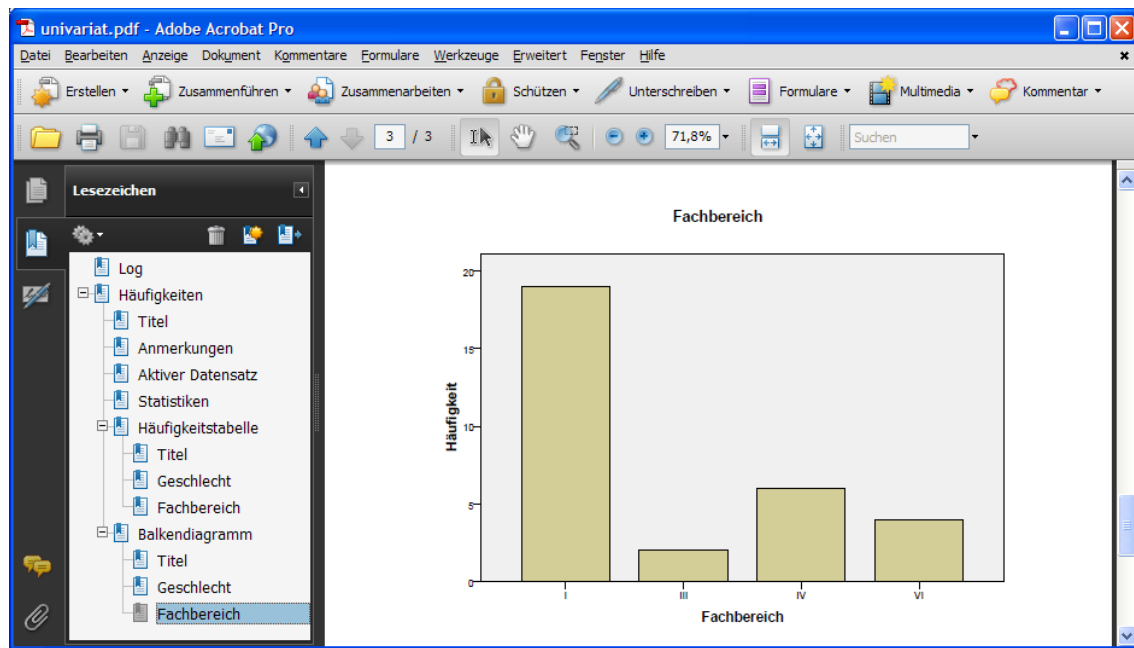 univariat.pdf - Adobe Acrobat Pro
Datei Bearbeiten Anzeige Dokument Kommentare Formulare Werkzeuge Erweitert Fenster Hilfe
Erstellen Zusammenführen Zusammenarbeiten Schützen Unterschreiben Formulare Multimedia Kommentar
3 / 3 71,8% Suchen
Lesezeichen
Log
Häufigkeiten
Titel
Anmerkungen
Aktiver Datensatz
Statistiken
Häufigkeitstabelle
Titel
Geschlecht
Fachbereich
Balkendiagramm
Titel
Geschlecht
Fachbereich
Fachbereich
20
15
10
5
0
Häufigkeit
I III IV VI
Fachbereich